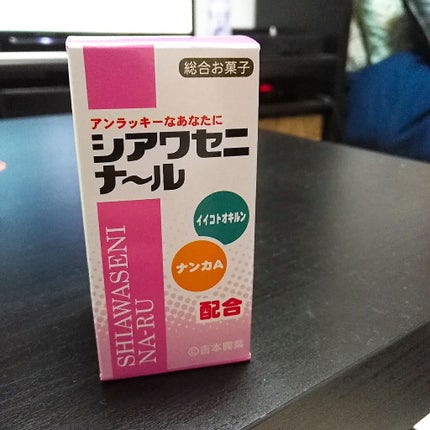 総合お菓子
アンラッキーなあなたに
シアワセニ
ナ〜ル
イイコトオキルン
ナンカA
配合
SHIAWASENI
NA-RU
©吉本興業